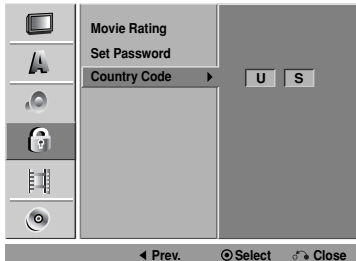 Movie Rating
Set Password
Country Code
U S
Prev. Select Close